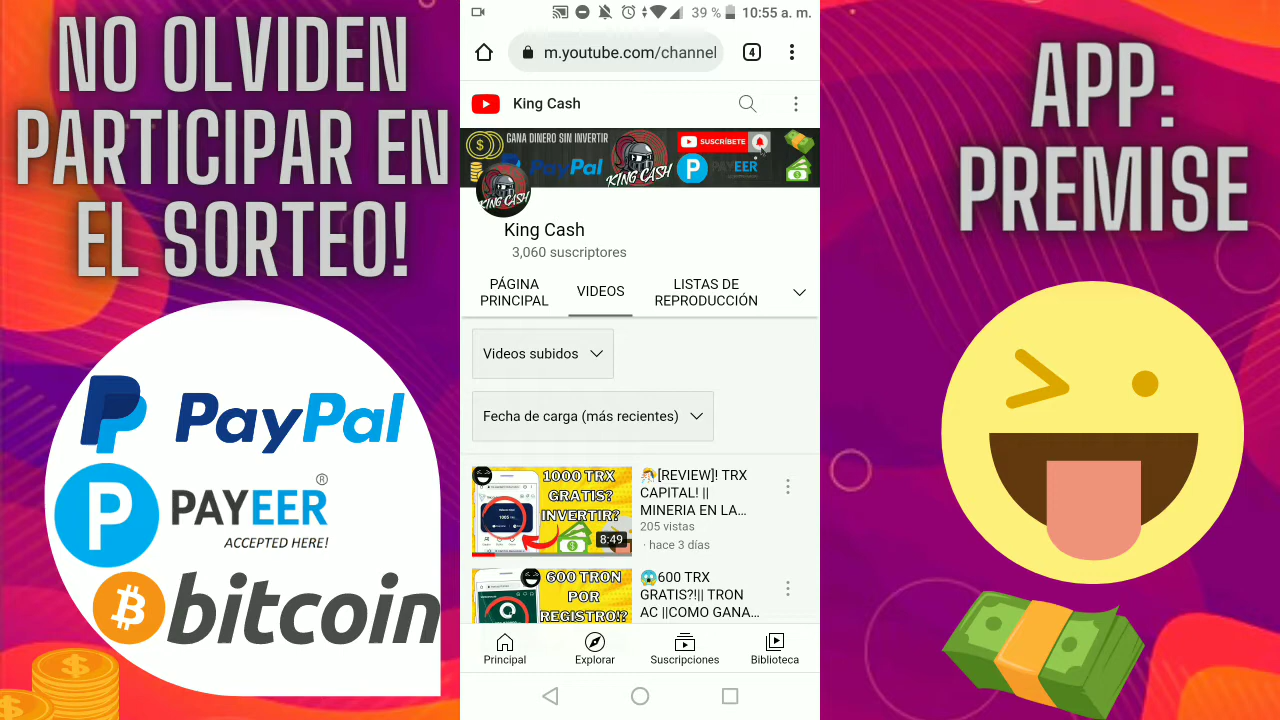 NO OLVIDEN
PARTICIPAR EN
EL SORTEO!
PayPal
P PAYEER®
ACCEPTED HERE!
bitcoin
39 % 10:55 a. m.
m.youtube.com/channel
4
King Cash
GANA DINERO SIN INVERTIR
SUSCRÍBETE
PayPal
KING CASH
P PAYEER
KING CASH
King Cash
3,060 suscriptores
PÁGINA
PRINCIPAL
VIDEOS
LISTAS DE
REPRODUCCIÓN
Videos subidos
Fecha de carga (más recientes)
1000 TRX
GRATIS?
INVERTIR?
8:49
[REVIEW]! TRX
CAPITAL! ||
MINERIA EN LA...
205 vistas
· hace 3 días
600 TRON
POR
REGISTRO!?
600 TRX
GRATIS?!|| TRON
AC ||COMO GANA...
Principal
Explorar
Suscripciones
Biblioteca
APP:
PREMISE